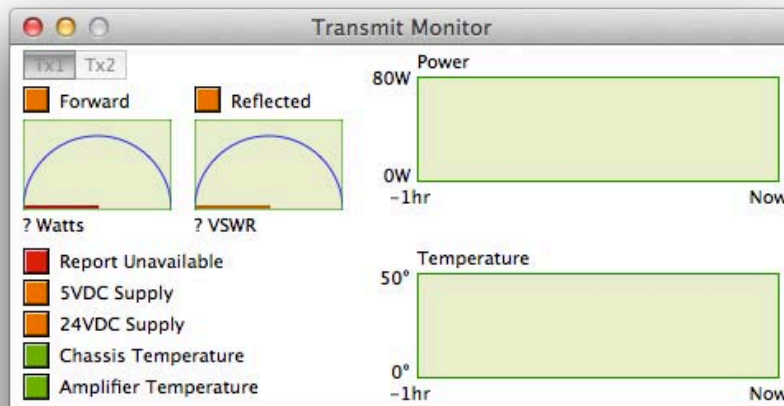 Transmit Monitor
Tx1 Tx2
Forward
Reflected
? Watts
? VSWR
Report Unavailable
5VDC Supply
24VDC Supply
Chassis Temperature
Amplifier Temperature
Power
80W
0W
-1hr
Now
Temperature
50°
0°
-1hr
Now